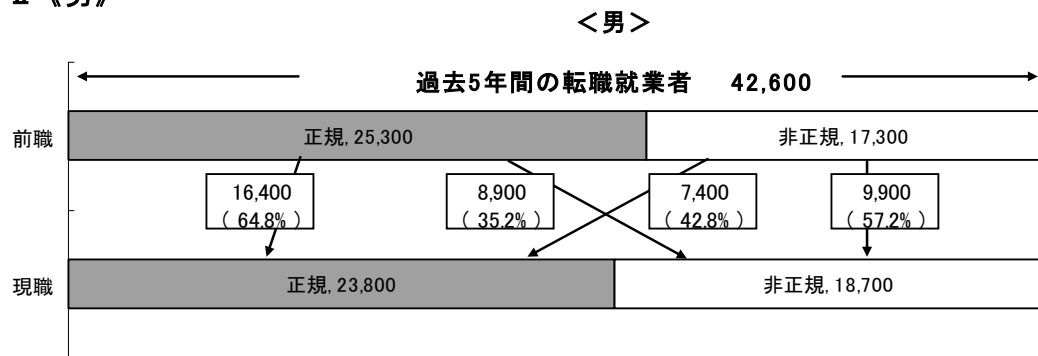 ＜男＞
過去5年間の転職就業者　42,600
前職
正規, 25,300
非正規, 17,300
16,400
（ 64.8% ）
8,900
（ 35.2% ）
7,400
（ 42.8% ）
9,900
（ 57.2% ）
現職
正規, 23,800
非正規, 18,700